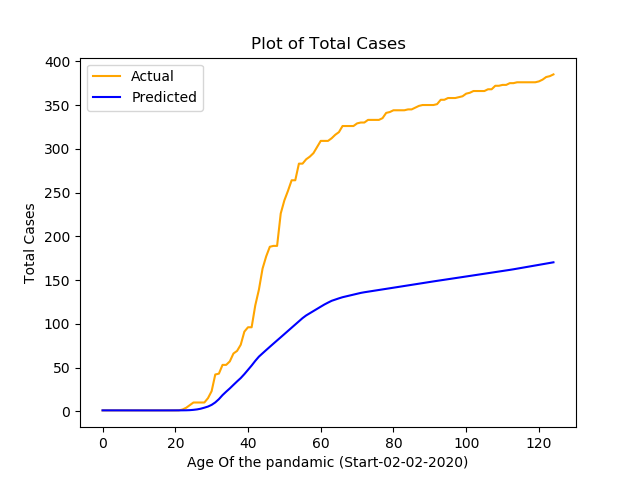 Plot of Total Cases
Actual
Predicted
400
350
300
250
200
150
100
50
0
Total Cases
0 20 40 60 80 100 120
Age Of the pandamic (Start-02-02-2020)